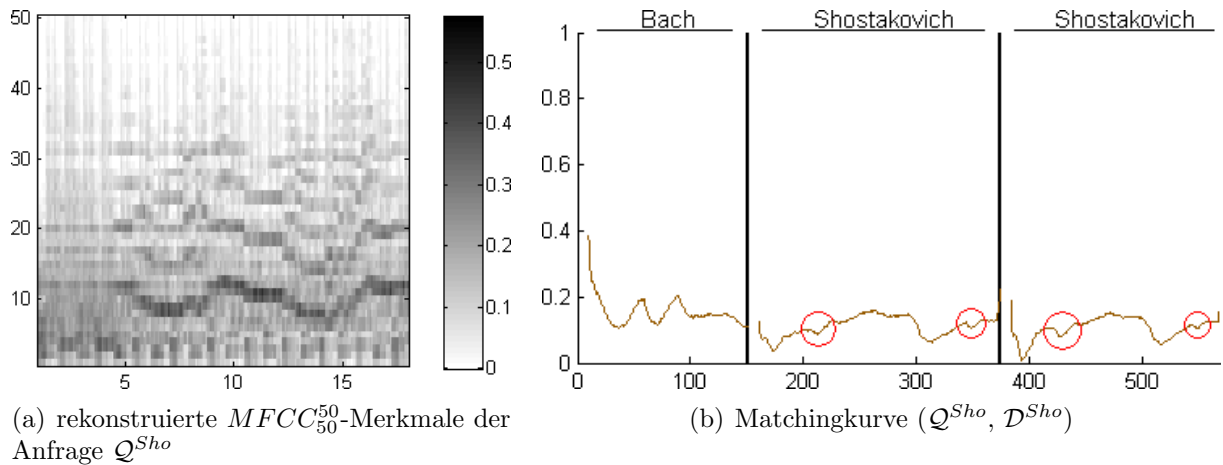 50
40
30
20
10
5 10 15
0.5
0.4
0.3
0.2
0.1
0
Bach Shostakovich Shostakovich
1
0.8
0.6
0.4
0.2
0
0 100 200 300 400 500
(a) rekonstruierte MFCC₅₀⁵⁰-Merkmale der
Anfrage Q^Sho
(b) Matchingkurve (Q^Sho, D^Sho)